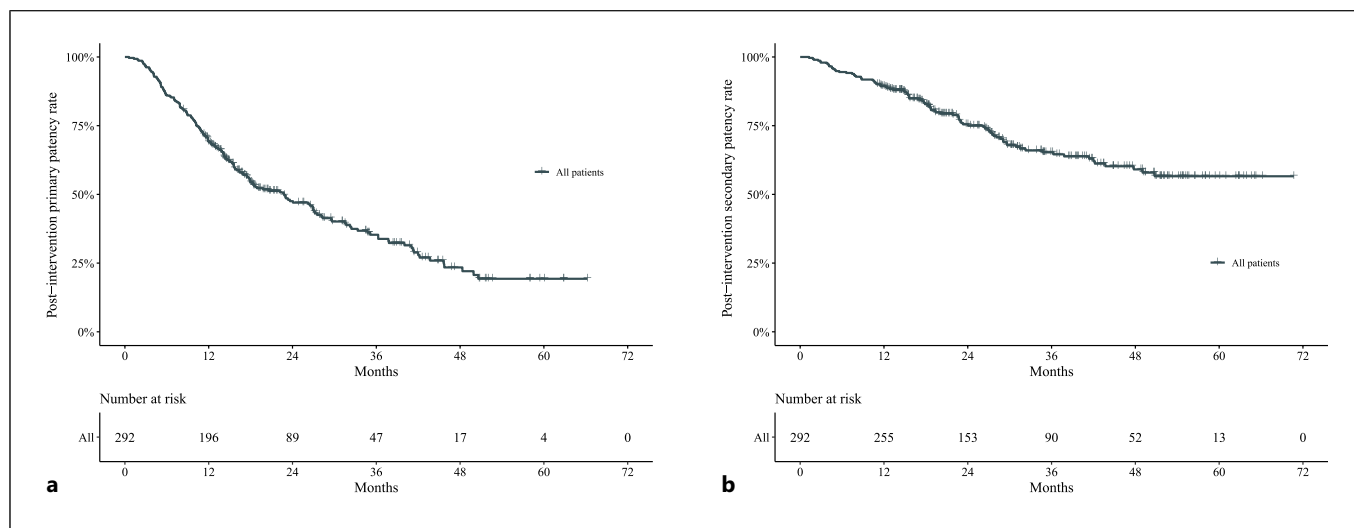 Post−intervention primary patency rate
100%
75%
50%
25%
0%
All patients
0 12 24 36 48 60 72
Months
Number at risk
All 292 196 89 47 17 4 0
0 12 24 36 48 60 72
Months
a
Post−intervention secondary patency rate
100%
75%
50%
25%
0%
All patients
0 12 24 36 48 60 72
Months
Number at risk
All 292 255 153 90 52 13 0
0 12 24 36 48 60 72
Months
b